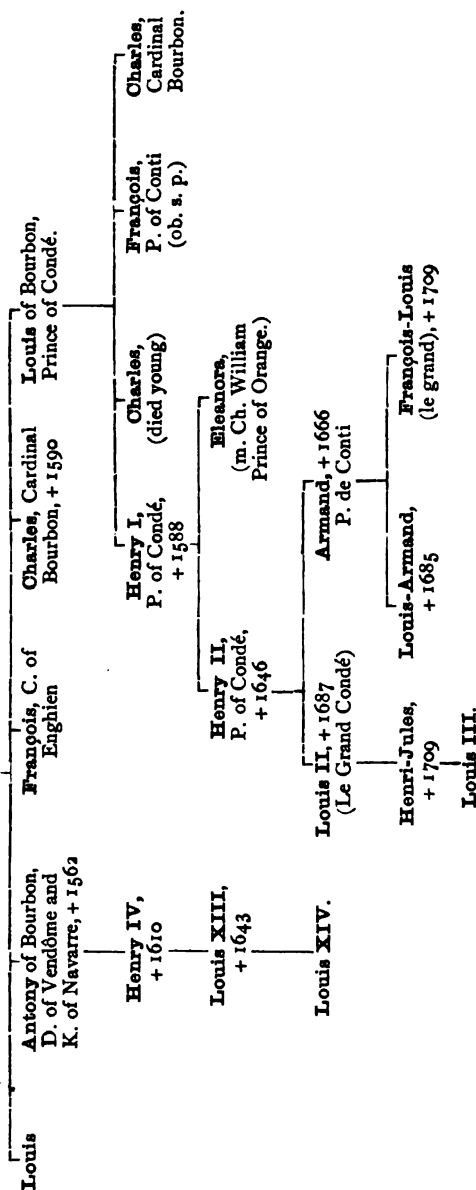 Louis
Antony of Bourbon,
D. of Vendôme and
K. of Navarre, +1562
François, C. of
Enghien
Charles, Cardinal
Bourbon, +1590
Louis of Bourbon,
Prince of Condé.
Henry IV,
+1610
Henry I,
P. of Condé,
+1588
Charles,
(died young)
François,
P. of Conti
(ob. s. p.)
Charles,
Cardinal
Bourbon.
Louis XIII,
+1643
Henry II,
P. of Condé,
+1646
Eleanora,
(m. Ch. William
Prince of Orange.)
Louis XIV.
Louis II, +1687
(Le Grand Condé)
Armand, +1666
P. de Conti
Henri-Jules,
+1709
Louis-Armand,
+1685
François-Louis
(le grand), +1709
Louis III.